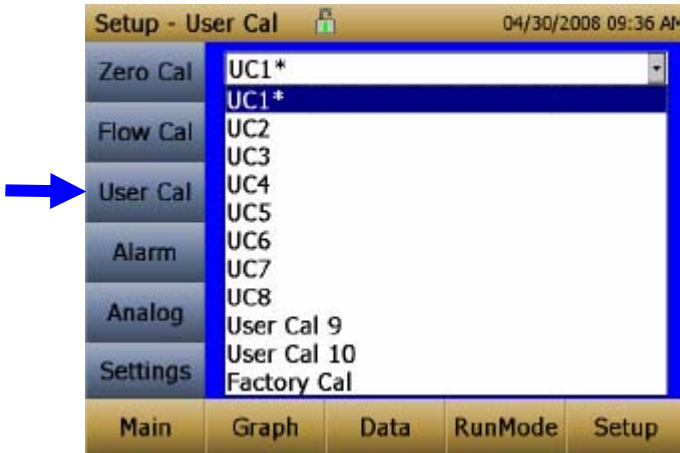 Setup - User Cal 04/30/2008 09:36 AM
Zero Cal
Flow Cal
User Cal
Alarm
Analog
Settings
UC1*
UC1*
UC2
UC3
UC4
UC5
UC6
UC7
UC8
User Cal 9
User Cal 10
Factory Cal
Main Graph Data RunMode Setup